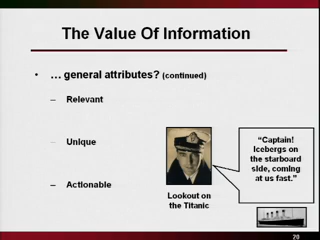 The Value Of Information
• … general attributes? (continued)
– Relevant
– Unique
– Actionable
Lookout on
the Titanic
“Captain!
Icebergs on
the starboard
side, coming
at us fast.”
20